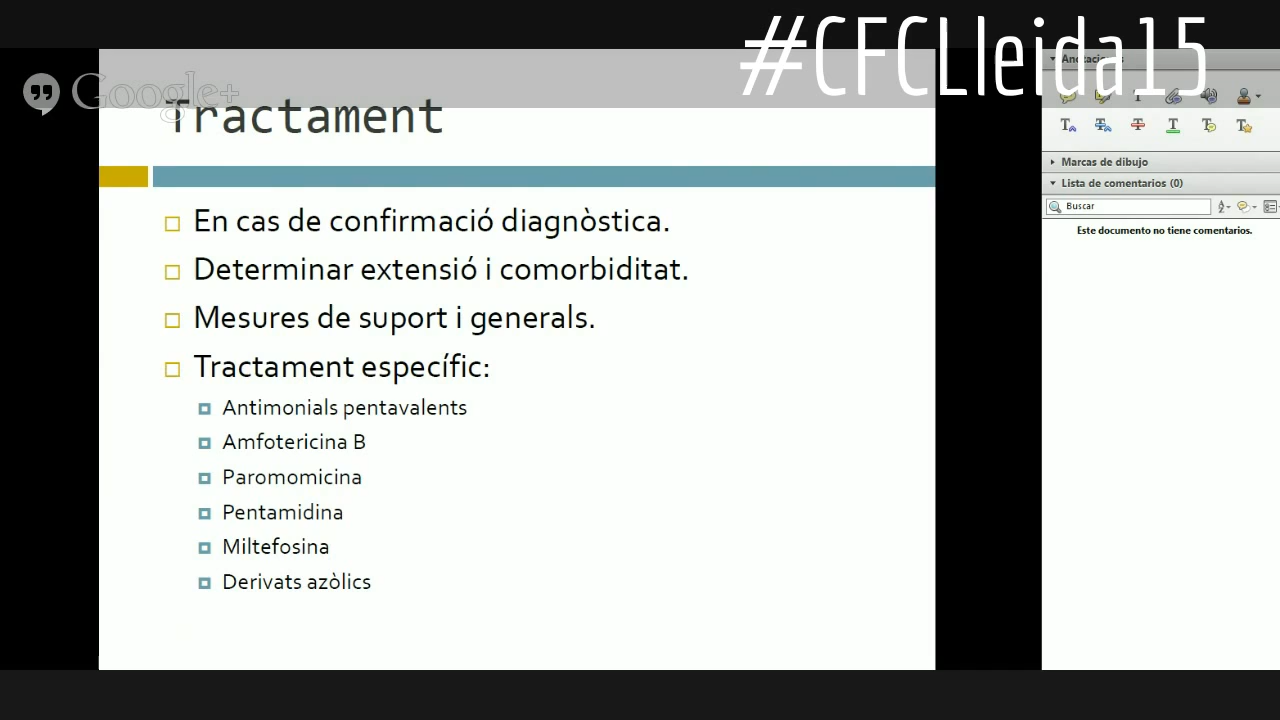 #CFCLleida15
Google+
Tractament
En cas de confirmació diagnòstica.
Determinar extensió i comorbiditat.
Mesures de suport i generals.
Tractament específic:
Antimonials pentavalents
Amfotericina B
Paromomicina
Pentamidina
Miltefosina
Derivats azòlics
Anotaciones
Marcas de dibujo
Lista de comentarios (0)
Buscar
Este documento no tiene comentarios.